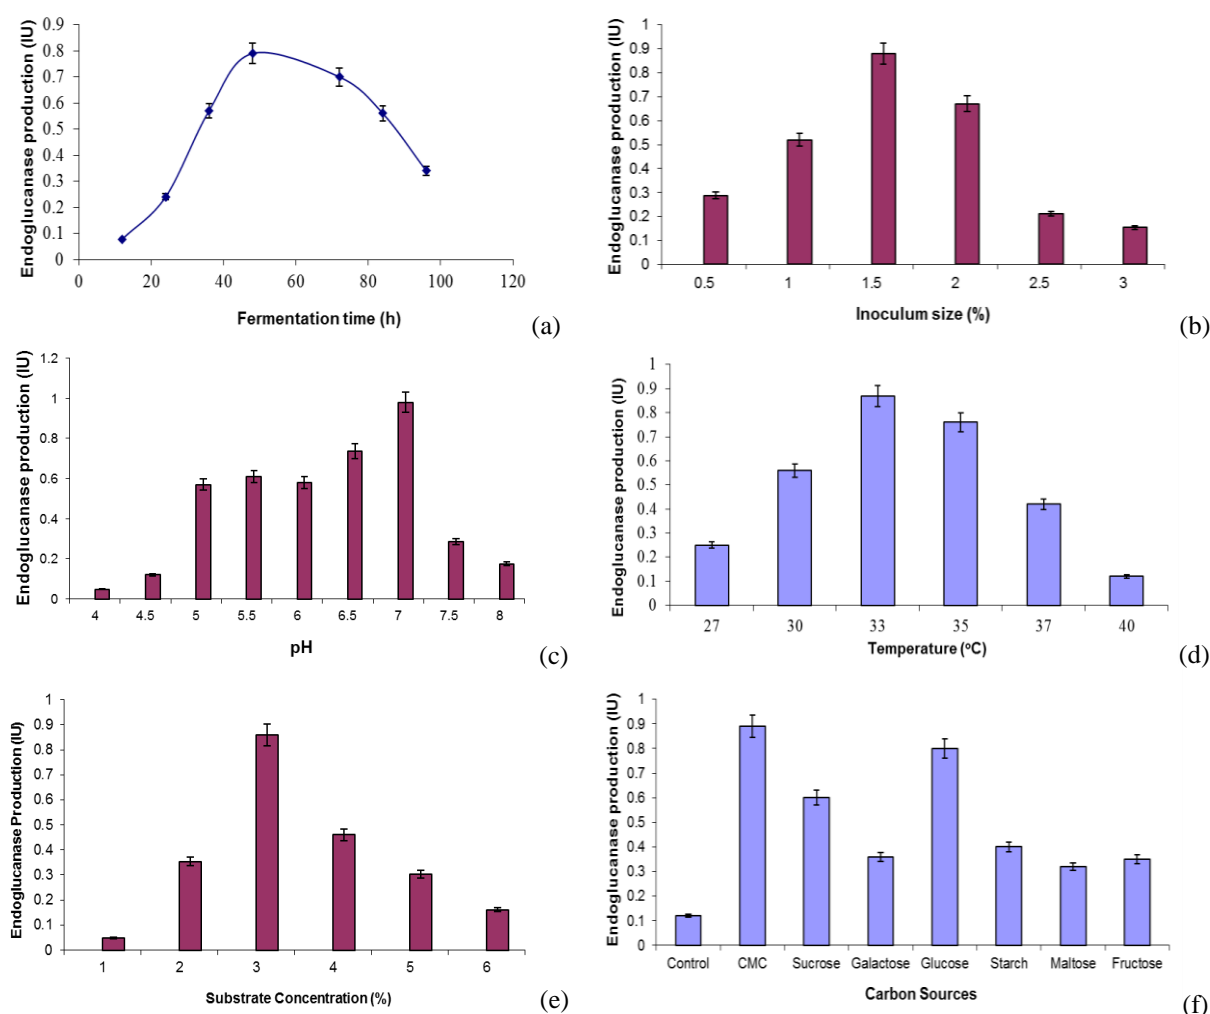 Endoglucanase production (IU)
0.9
0.8
0.7
0.6
0.5
0.4
0.3
0.2
0.1
0
0 20 40 60 80 100 120
Fermentation time (h)
(a)
Endoglucanase production (IU)
1
0.9
0.8
0.7
0.6
0.5
0.4
0.3
0.2
0.1
0
0.5 1 1.5 2 2.5 3
Inoculum size (%)
(b)
Endoglucanase production (IU)
1.2
1
0.8
0.6
0.4
0.2
0
4 4.5 5 5.5 6 6.5 7 7.5 8
pH
(c)
Endoglucanase production (IU)
1
0.9
0.8
0.7
0.6
0.5
0.4
0.3
0.2
0.1
0
27 30 33 35 37 40
Temperature (ºC)
(d)
Endoglucanase Production (IU)
1
0.9
0.8
0.7
0.6
0.5
0.4
0.3
0.2
0.1
0
1 2 3 4 5 6
Substrate Concentration (%)
(e)
Endoglucanase production (IU)
1
0.9
0.8
0.7
0.6
0.5
0.4
0.3
0.2
0.1
0
Control CMC Sucrose Galactose Glucose Starch Maltose Fructose
Carbon Sources
(f)